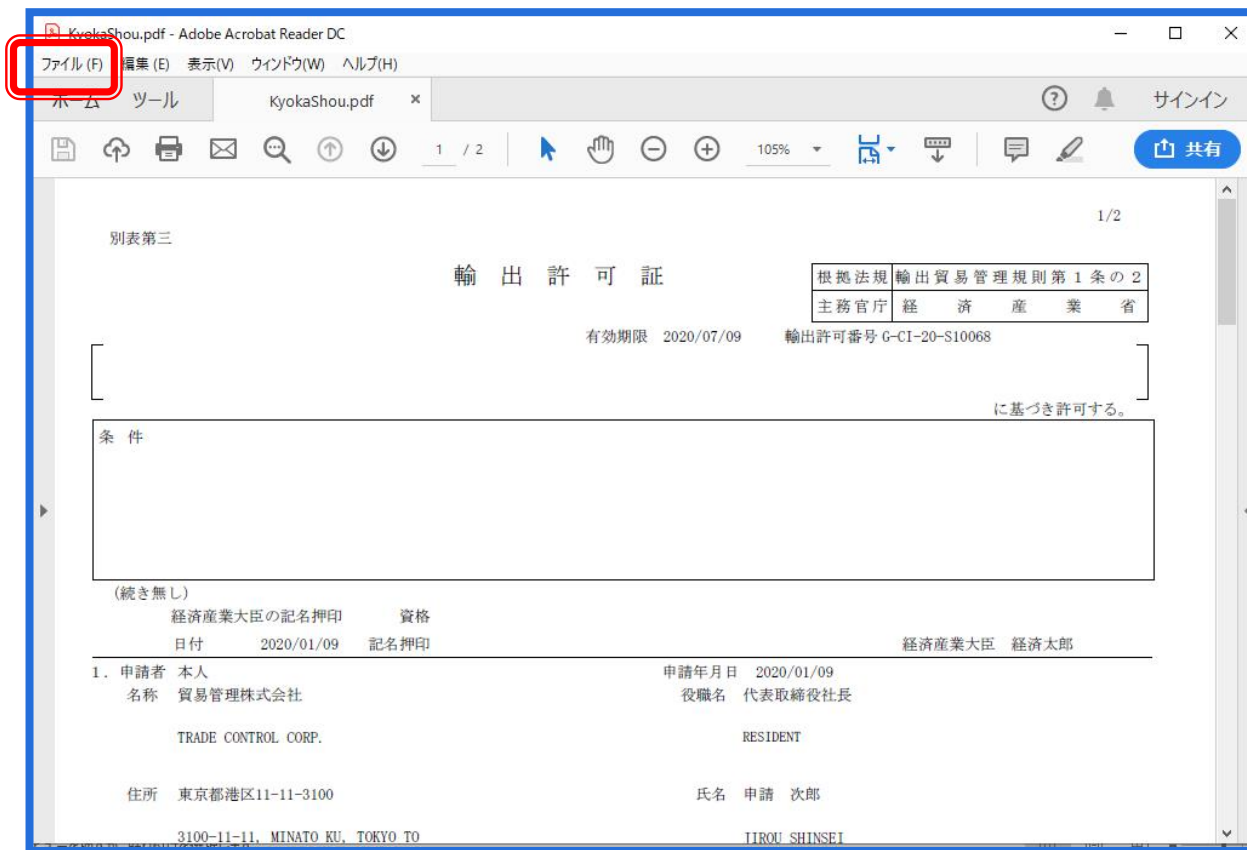 KyokaShou.pdf - Adobe Acrobat Reader DC
ファイル (F) 編集 (E) 表示(V) ウィンドウ(W) ヘルプ(H)
ホーム ツール KyokaShou.pdf × サインイン
1 / 2 105% 共有
1/2
別表第三
輸 出 許 可 証
根拠法規 輸出貿易管理規則第1条の2
主務官庁 経 済 産 業 省
有効期限 2020/07/09 輸出許可番号 G-CI-20-S10068
に基づき許可する。
条 件
(続き無し)
経済産業大臣の記名押印 資格
日付 2020/01/09 記名押印 経済産業大臣 経済太郎
1. 申請者 本人 申請年月日 2020/01/09
名称 貿易管理株式会社 役職名 代表取締役社長
TRADE CONTROL CORP. RESIDENT
住所 東京都港区11-11-3100 氏名 申請 次郎
3100-11-11, MINATO KU, TOKYO TO IIROU SHINSEI